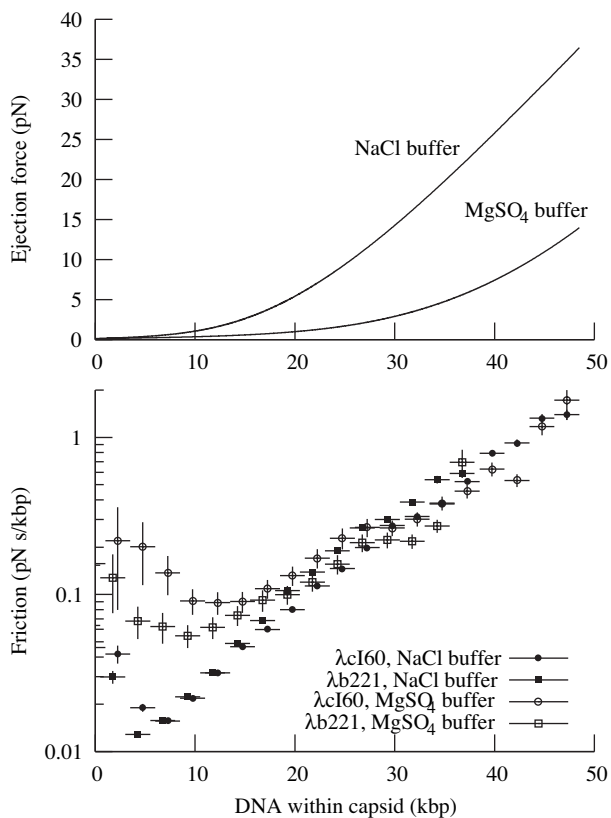 40
35
30
25
20
15
10
5
0
Ejection force (pN)
NaCl buffer
MgSO₄ buffer
0 10 20 30 40 50
1
0.1
0.01
Friction (pN s/kbp)
λcI60, NaCl buffer
λb221, NaCl buffer
λcI60, MgSO₄ buffer
λb221, MgSO₄ buffer
0 10 20 30 40 50
DNA within capsid (kbp)